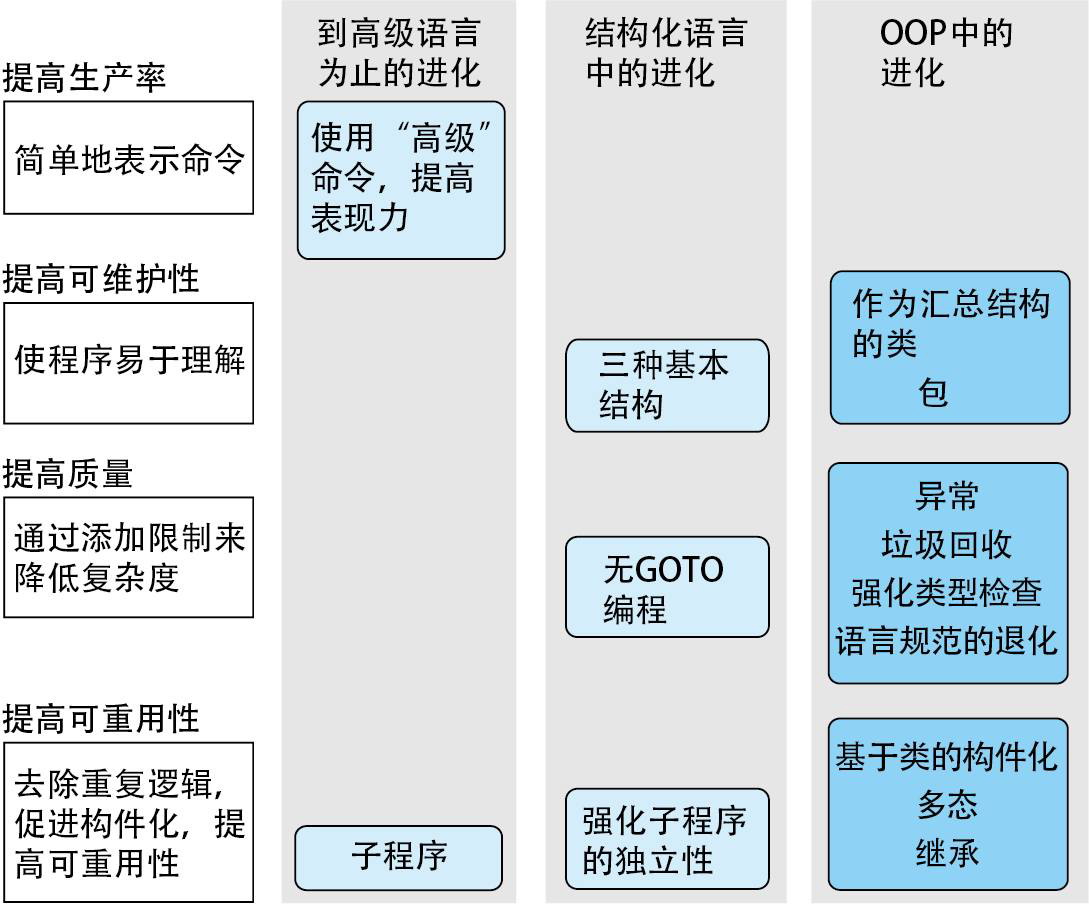 到高级语言
为止的进化
结构化语言
中的进化
OOP中的
进化
提高生产率
简单地表示命令
使用“高级”
命令，提高
表现力
提高可维护性
使程序易于理解
三种基本
结构
作为汇总结构
的类
包
提高质量
通过添加限制来
降低复杂度
无GOTO
编程
异常
垃圾回收
强化类型检查
语言规范的退化
提高可重用性
去除重复逻辑，
促进构件化，提
高可重用性
子程序
强化子程序
的独立性
基于类的构件化
多态
继承